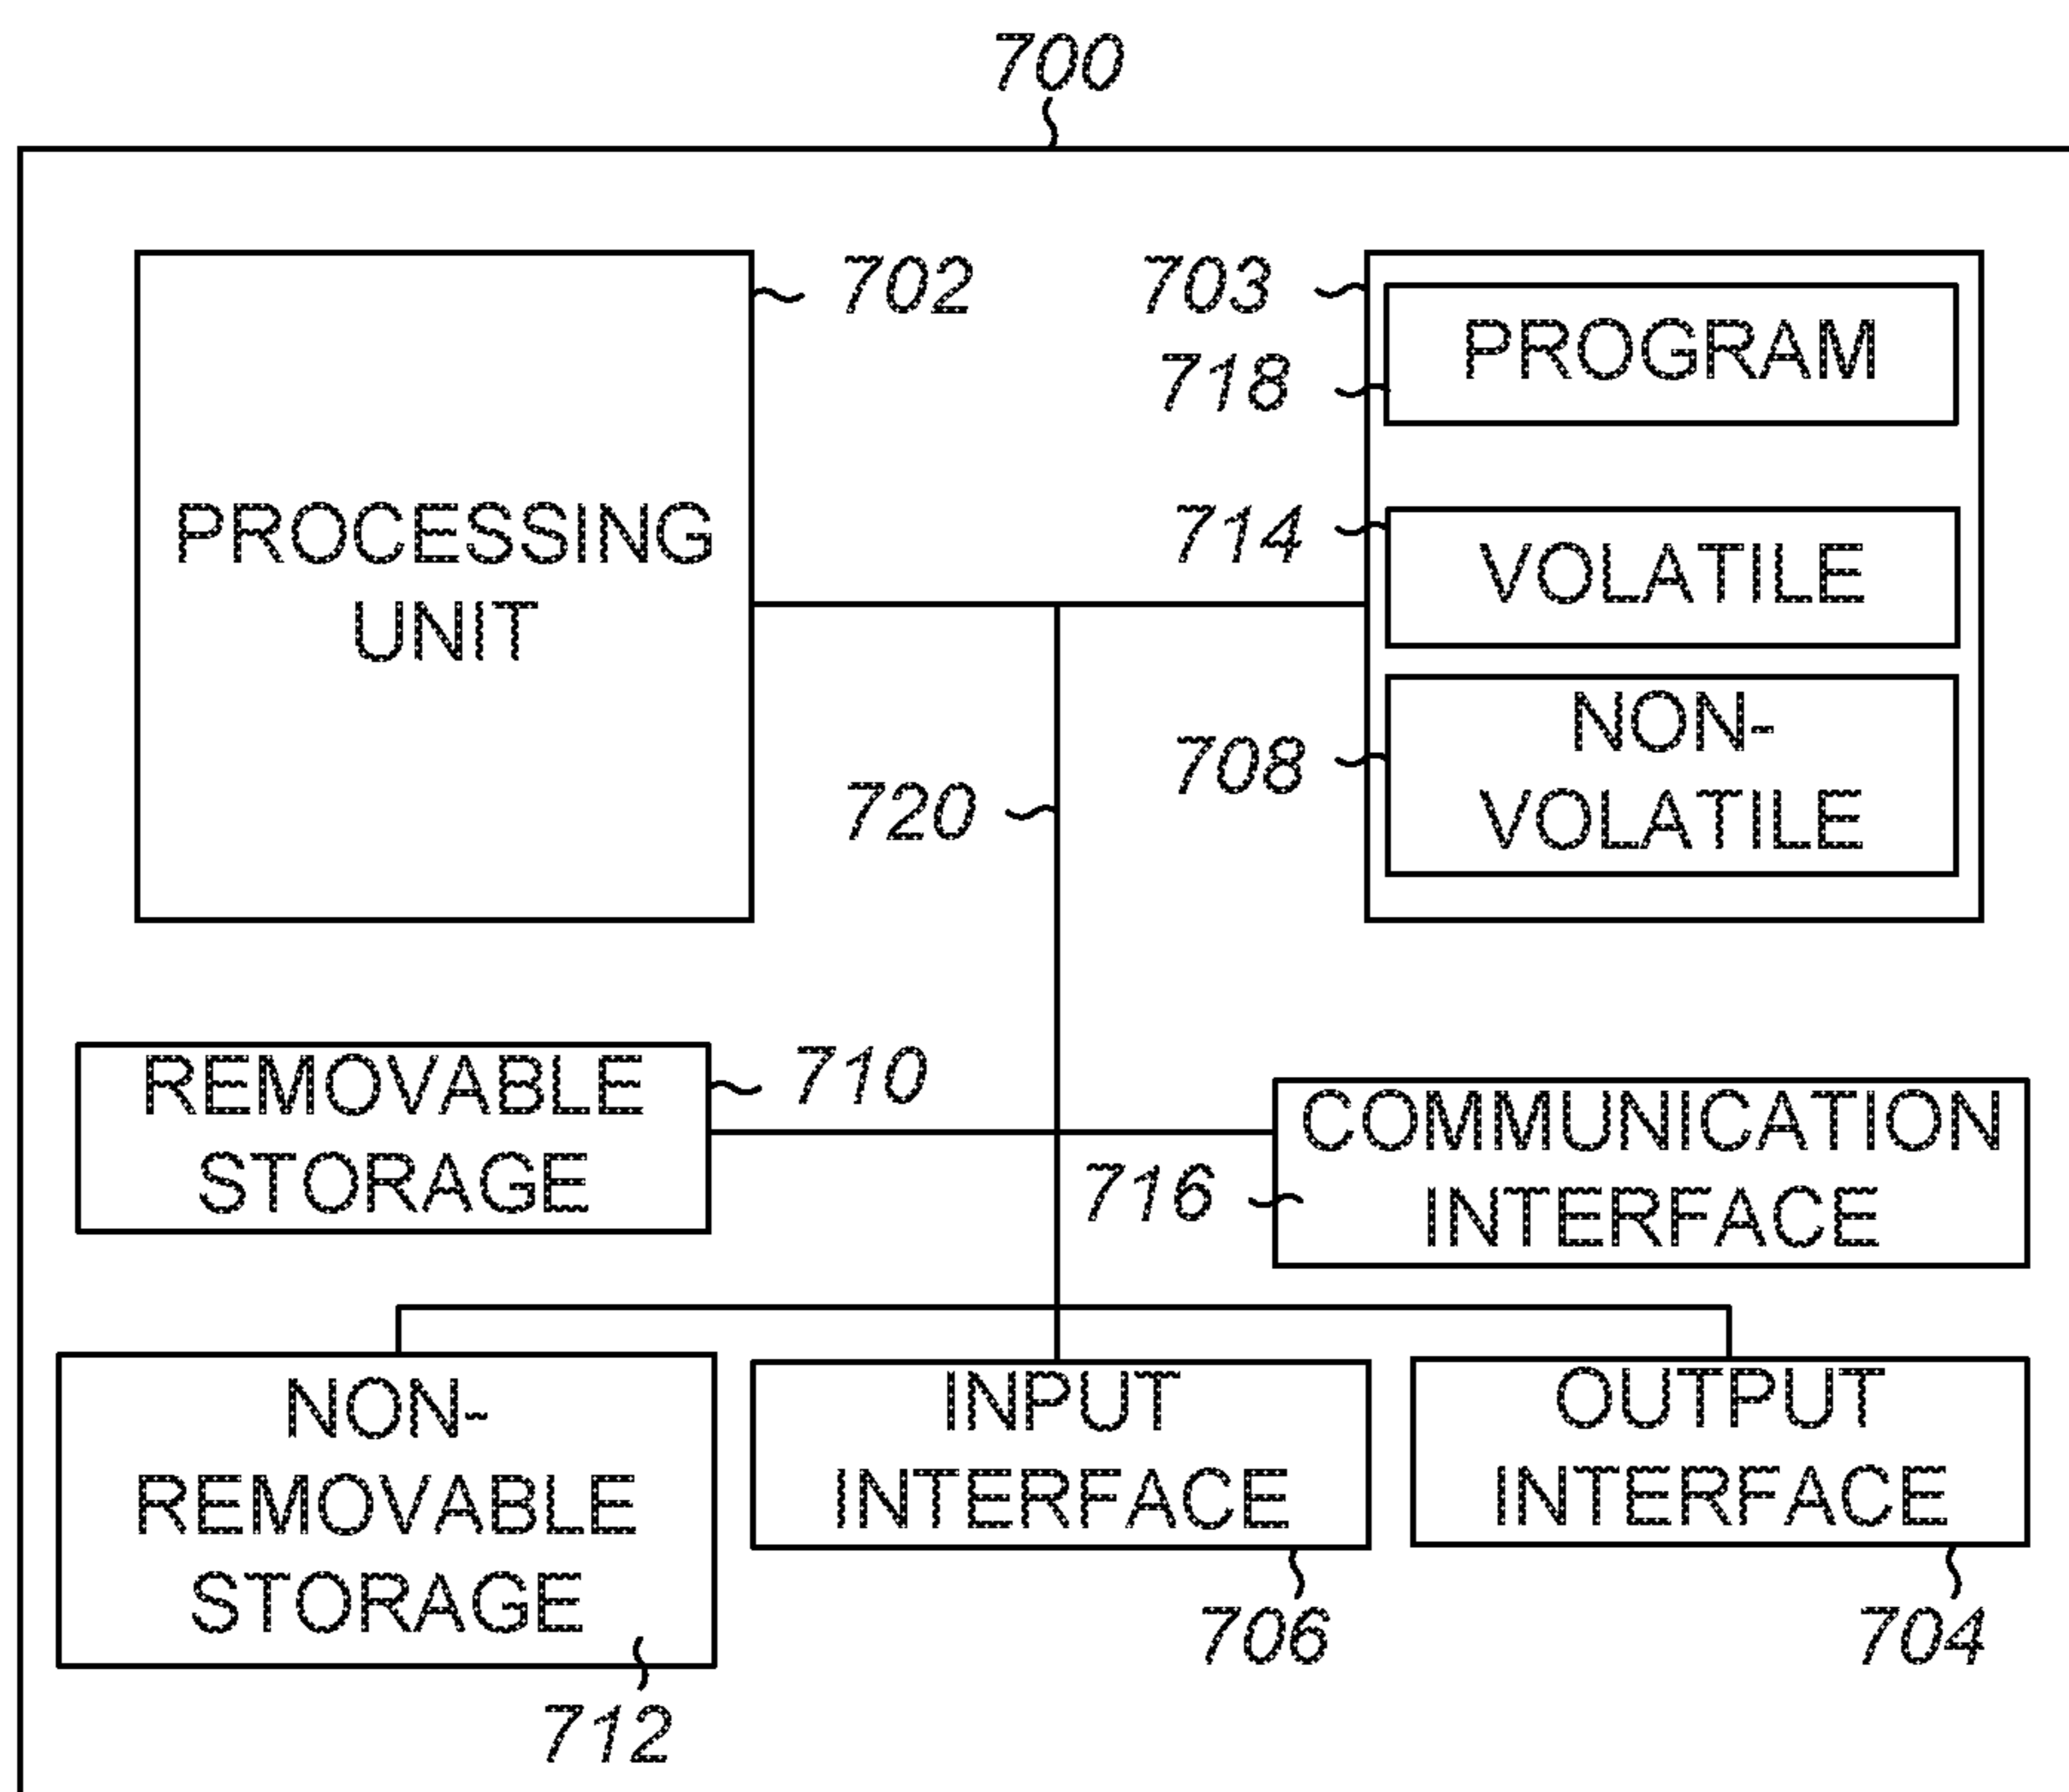 700
702
703
PROGRAM
718
PROCESSING
UNIT
714
VOLATILE
708
NON-
VOLATILE
720
REMOVABLE
STORAGE
710
COMMUNICATION
INTERFACE
716
NON-
REMOVABLE
STORAGE
712
INPUT
INTERFACE
706
OUTPUT
INTERFACE
704